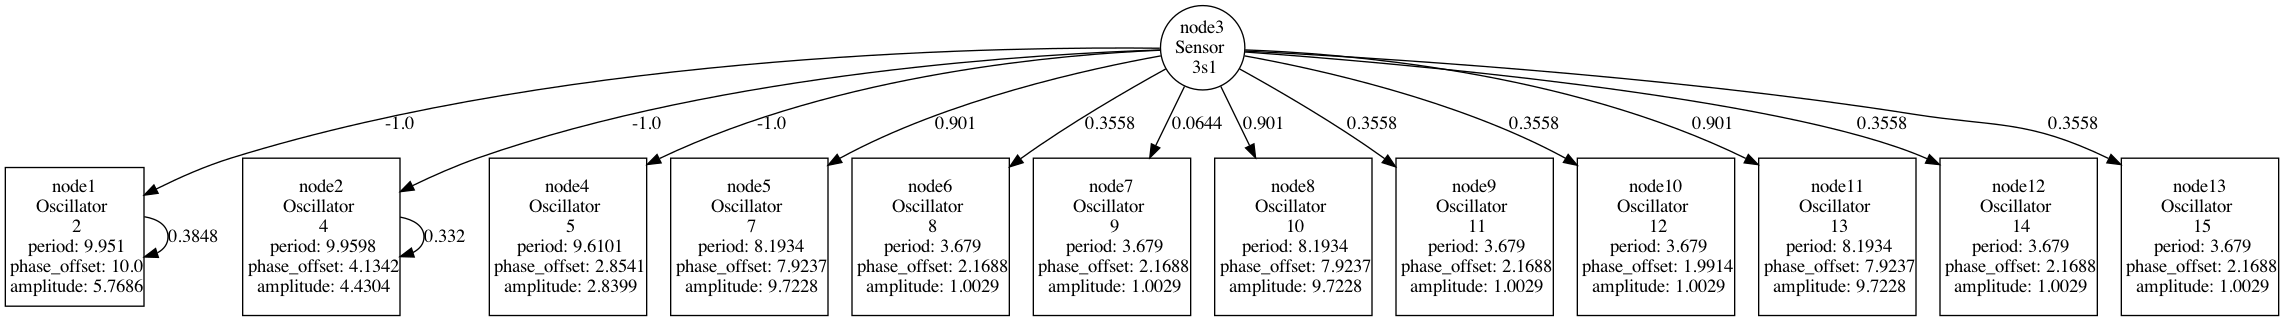 node3
Sensor
3s1
-1.0
-1.0
-1.0
0.901
0.3558
0.0644
0.901
0.3558
0.3558
0.901
0.3558
0.3558
node1
Oscillator
2
period: 9.951
phase_offset: 10.0
amplitude: 5.7686
0.3848
node2
Oscillator
4
period: 9.9598
phase_offset: 4.1342
amplitude: 4.4304
0.332
node4
Oscillator
5
period: 9.6101
phase_offset: 2.8541
amplitude: 2.8399
node5
Oscillator
7
period: 8.1934
phase_offset: 7.9237
amplitude: 9.7228
node6
Oscillator
8
period: 3.679
phase_offset: 2.1688
amplitude: 1.0029
node7
Oscillator
9
period: 3.679
phase_offset: 2.1688
amplitude: 1.0029
node8
Oscillator
10
period: 8.1934
phase_offset: 7.9237
amplitude: 9.7228
node9
Oscillator
11
period: 3.679
phase_offset: 2.1688
amplitude: 1.0029
node10
Oscillator
12
period: 3.679
phase_offset: 1.9914
amplitude: 1.0029
node11
Oscillator
13
period: 8.1934
phase_offset: 7.9237
amplitude: 9.7228
node12
Oscillator
14
period: 3.679
phase_offset: 2.1688
amplitude: 1.0029
node13
Oscillator
15
period: 3.679
phase_offset: 2.1688
amplitude: 1.0029